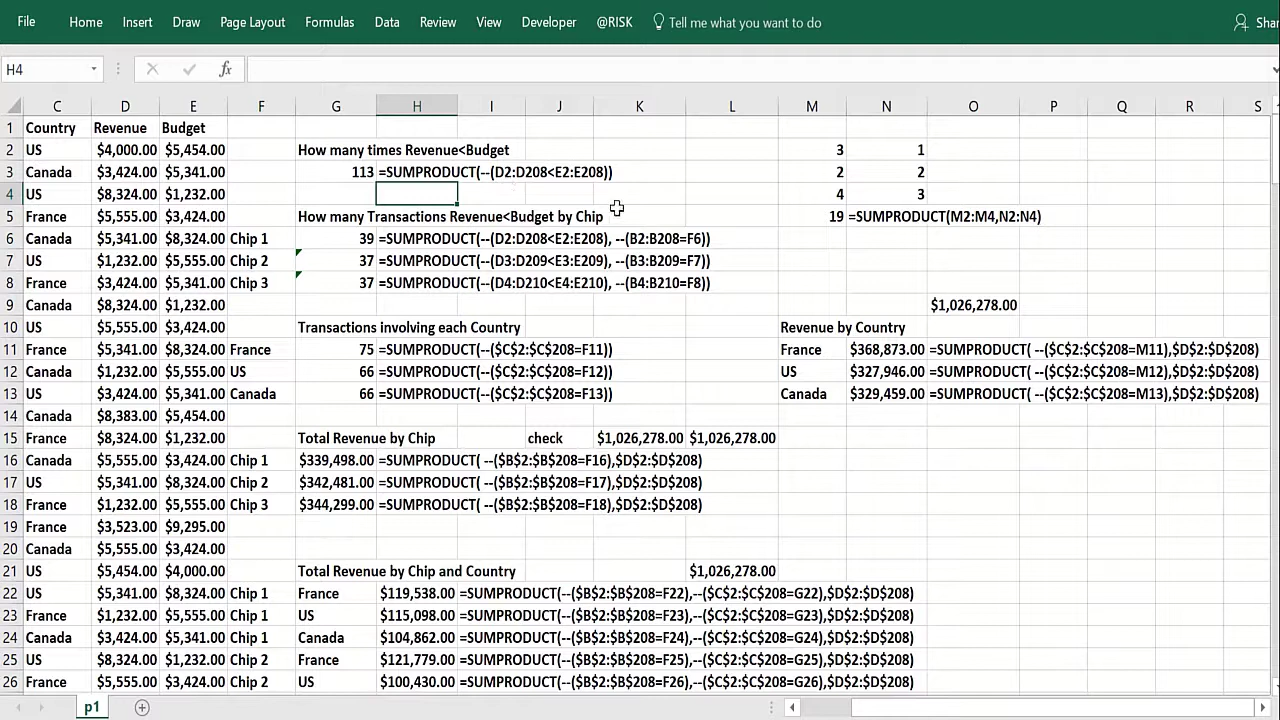 File Home Insert Draw Page Layout Formulas Data Review View Developer @RISK Tell me what you want to do Shar
H4 fx
C D E F G H I J K L M N O P Q R S
1 Country Revenue Budget
2 US $4,000.00 $5,454.00 How many times Revenue<Budget 3 1
3 Canada $3,424.00 $5,341.00 113 =SUMPRODUCT(--(D2:D208<E2:E208)) 2 2
4 US $8,324.00 $1,232.00 4 3
5 France $5,555.00 $3,424.00 How many Transactions Revenue<Budget by Chip 19 =SUMPRODUCT(M2:M4,N2:N4)
6 Canada $5,341.00 $8,324.00 Chip 1 39 =SUMPRODUCT(--(D2:D208<E2:E208), --(B2:B208=F6))
7 US $1,232.00 $5,555.00 Chip 2 37 =SUMPRODUCT(--(D3:D209<E3:E209), --(B3:B209=F7))
8 France $3,424.00 $5,341.00 Chip 3 37 =SUMPRODUCT(--(D4:D210<E4:E210), --(B4:B210=F8))
9 Canada $8,324.00 $1,232.00 $1,026,278.00
10 US $5,555.00 $3,424.00 Transactions involving each Country Revenue by Country
11 France $5,341.00 $8,324.00 France 75 =SUMPRODUCT(--($C$2:$C$208=F11)) France $368,873.00 =SUMPRODUCT( --($C$2:$C$208=M11),$D$2:$D$208)
12 Canada $1,232.00 $5,555.00 US 66 =SUMPRODUCT(--($C$2:$C$208=F12)) US $327,946.00 =SUMPRODUCT( --($C$2:$C$208=M12),$D$2:$D$208)
13 US $3,424.00 $5,341.00 Canada 66 =SUMPRODUCT(--($C$2:$C$208=F13)) Canada $329,459.00 =SUMPRODUCT( --($C$2:$C$208=M13),$D$2:$D$208)
14 Canada $8,383.00 $5,454.00
15 France $8,324.00 $1,232.00 Total Revenue by Chip check $1,026,278.00 $1,026,278.00
16 Canada $5,555.00 $3,424.00 Chip 1 $339,498.00 =SUMPRODUCT( --($B$2:$B$208=F16),$D$2:$D$208)
17 US $5,341.00 $8,324.00 Chip 2 $342,481.00 =SUMPRODUCT( --($B$2:$B$208=F17),$D$2:$D$208)
18 France $1,232.00 $5,555.00 Chip 3 $344,299.00 =SUMPRODUCT( --($B$2:$B$208=F18),$D$2:$D$208)
19 France $3,523.00 $9,295.00
20 Canada $5,555.00 $3,424.00
21 US $5,454.00 $4,000.00 Total Revenue by Chip and Country $1,026,278.00
22 US $5,341.00 $8,324.00 Chip 1 France $119,538.00 =SUMPRODUCT(--($B$2:$B$208=F22),--($C$2:$C$208=G22),$D$2:$D$208)
23 France $1,232.00 $5,555.00 Chip 1 US $115,098.00 =SUMPRODUCT(--($B$2:$B$208=F23),--($C$2:$C$208=G23),$D$2:$D$208)
24 Canada $3,424.00 $5,341.00 Chip 1 Canada $104,862.00 =SUMPRODUCT(--($B$2:$B$208=F24),--($C$2:$C$208=G24),$D$2:$D$208)
25 US $8,324.00 $1,232.00 Chip 2 France $121,779.00 =SUMPRODUCT(--($B$2:$B$208=F25),--($C$2:$C$208=G25),$D$2:$D$208)
26 France $5,555.00 $3,424.00 Chip 2 US $100,430.00 =SUMPRODUCT(--($B$2:$B$208=F26),--($C$2:$C$208=G26),$D$2:$D$208)
p1